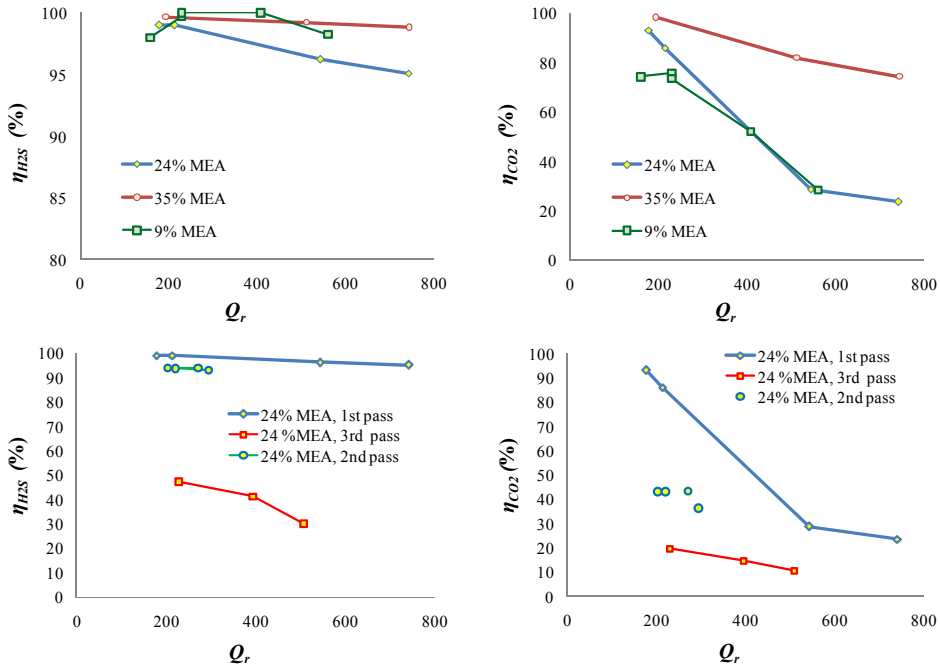 100
95
90
85
80
η_H2S (%)
24% MEA
35% MEA
9% MEA
0 200 400 600 800
Q_r
100
80
60
40
20
0
η_CO2 (%)
24% MEA
35% MEA
9% MEA
0 200 400 600 800
Q_r
100
90
80
70
60
50
40
30
20
10
0
η_H2S (%)
24% MEA, 1st pass
24 %MEA, 3rd pass
24% MEA, 2nd pass
0 200 400 600 800
Q_r
100
90
80
70
60
50
40
30
20
10
0
η_CO2 (%)
24% MEA, 1st pass
24 %MEA, 3rd pass
24% MEA, 2nd pass
0 200 400 600 800
Q_r